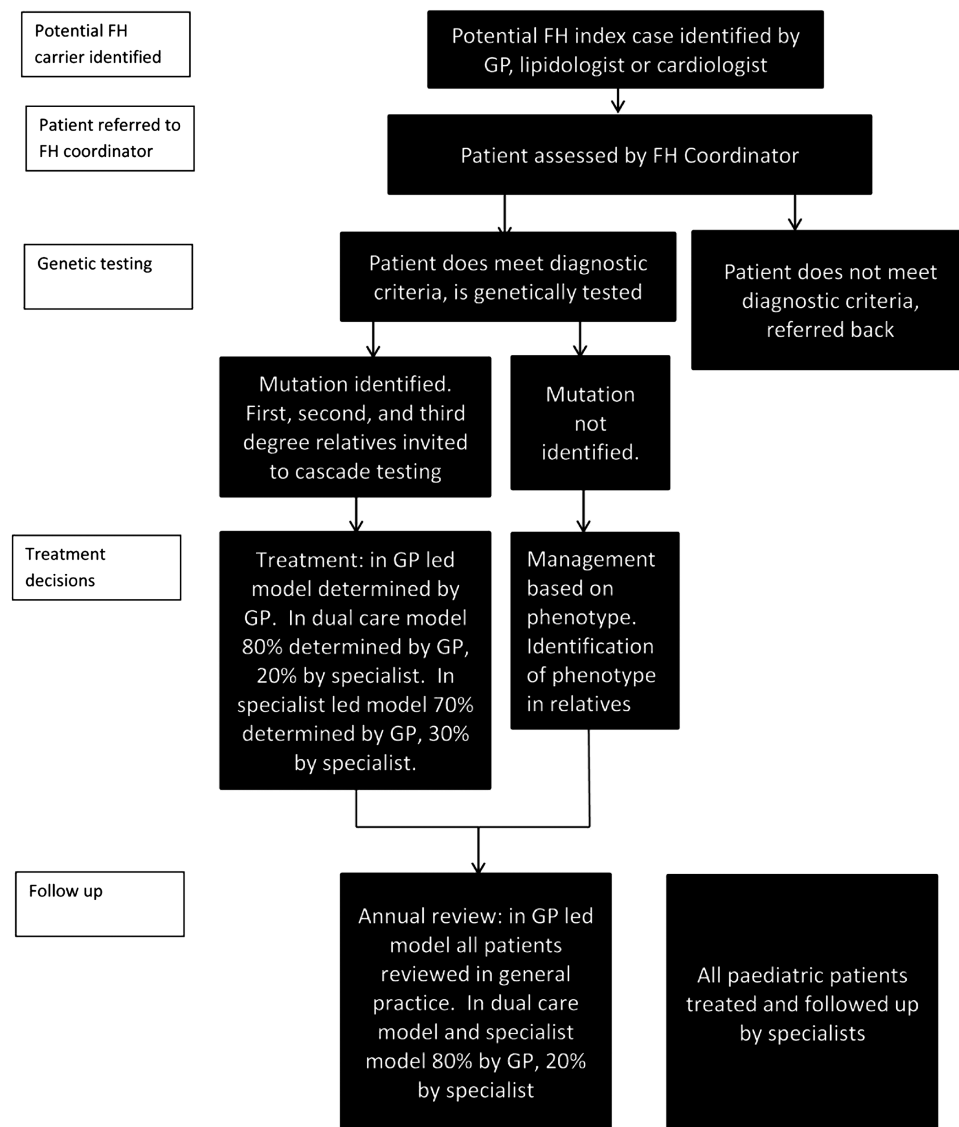 Potential FH
carrier identified
Potential FH index case identified by
GP, lipidologist or cardiologist
Patient referred to
FH coordinator
Patient assessed by FH Coordinator
Genetic testing
Patient does meet diagnostic
criteria, is genetically tested
Patient does not meet
diagnostic criteria,
referred back
Mutation identified.
First, second, and third
degree relatives invited
to cascade testing
Mutation
not
identified.
Treatment
decisions
Treatment: in GP led
model determined by
GP. In dual care model
80% determined by GP,
20% by specialist. In
specialist led model 70%
determined by GP, 30%
by specialist.
Management
based on
phenotype.
Identification
of phenotype
in relatives
Follow up
Annual review: in GP led
model all patients
reviewed in general
practice. In dual care
model and specialist
model 80% by GP, 20%
by specialist
All paediatric patients
treated and followed up
by specialists